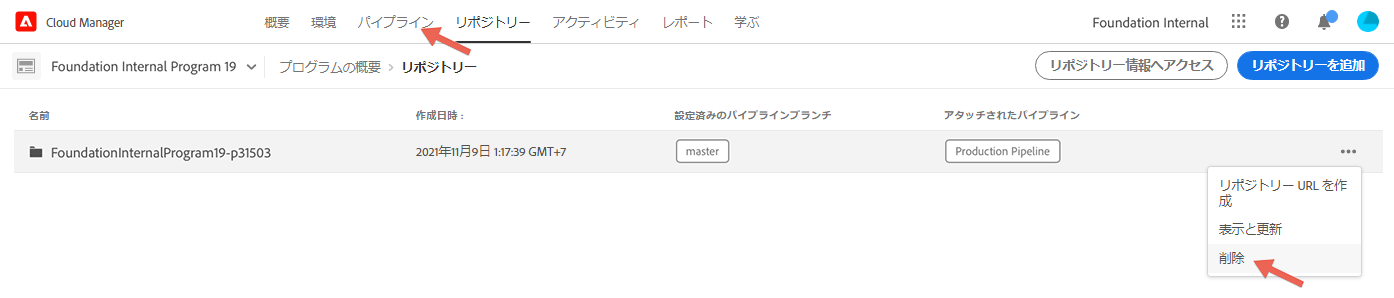 Cloud Manager 概要 環境 パイプライン リポジトリー アクティビティ レポート 学ぶ Foundation Internal
Foundation Internal Program 19 プログラムの概要 > リポジトリー リポジトリー情報へアクセス リポジトリーを追加
名前 作成日時 : 設定済みのパイプラインブランチ アタッチされたパイプライン
FoundationInternalProgram19-p31503 2021年11月9日 1:17:39 GMT+7 master Production Pipeline
リポジトリー URL を作
成
表示と更新
削除